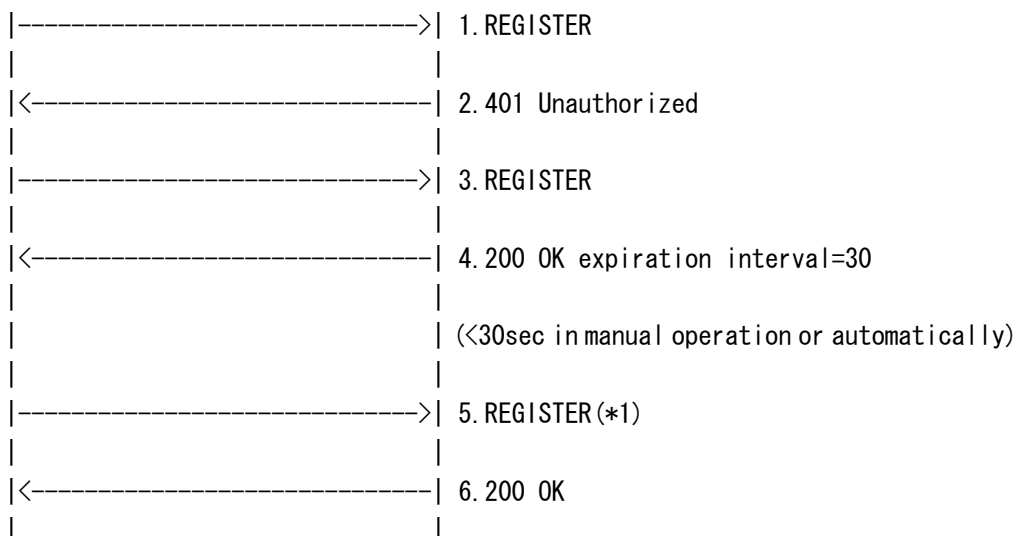 |------------------------------>| 1.REGISTER
| |
|<------------------------------| 2.401 Unauthorized
| |
|------------------------------>| 3.REGISTER
| |
|<------------------------------| 4.200 OK expiration interval=30
| |
| | (<30sec in manual operation or automatically)
| |
|------------------------------>| 5.REGISTER(*1)
| |
|<------------------------------| 6.200 OK
| |